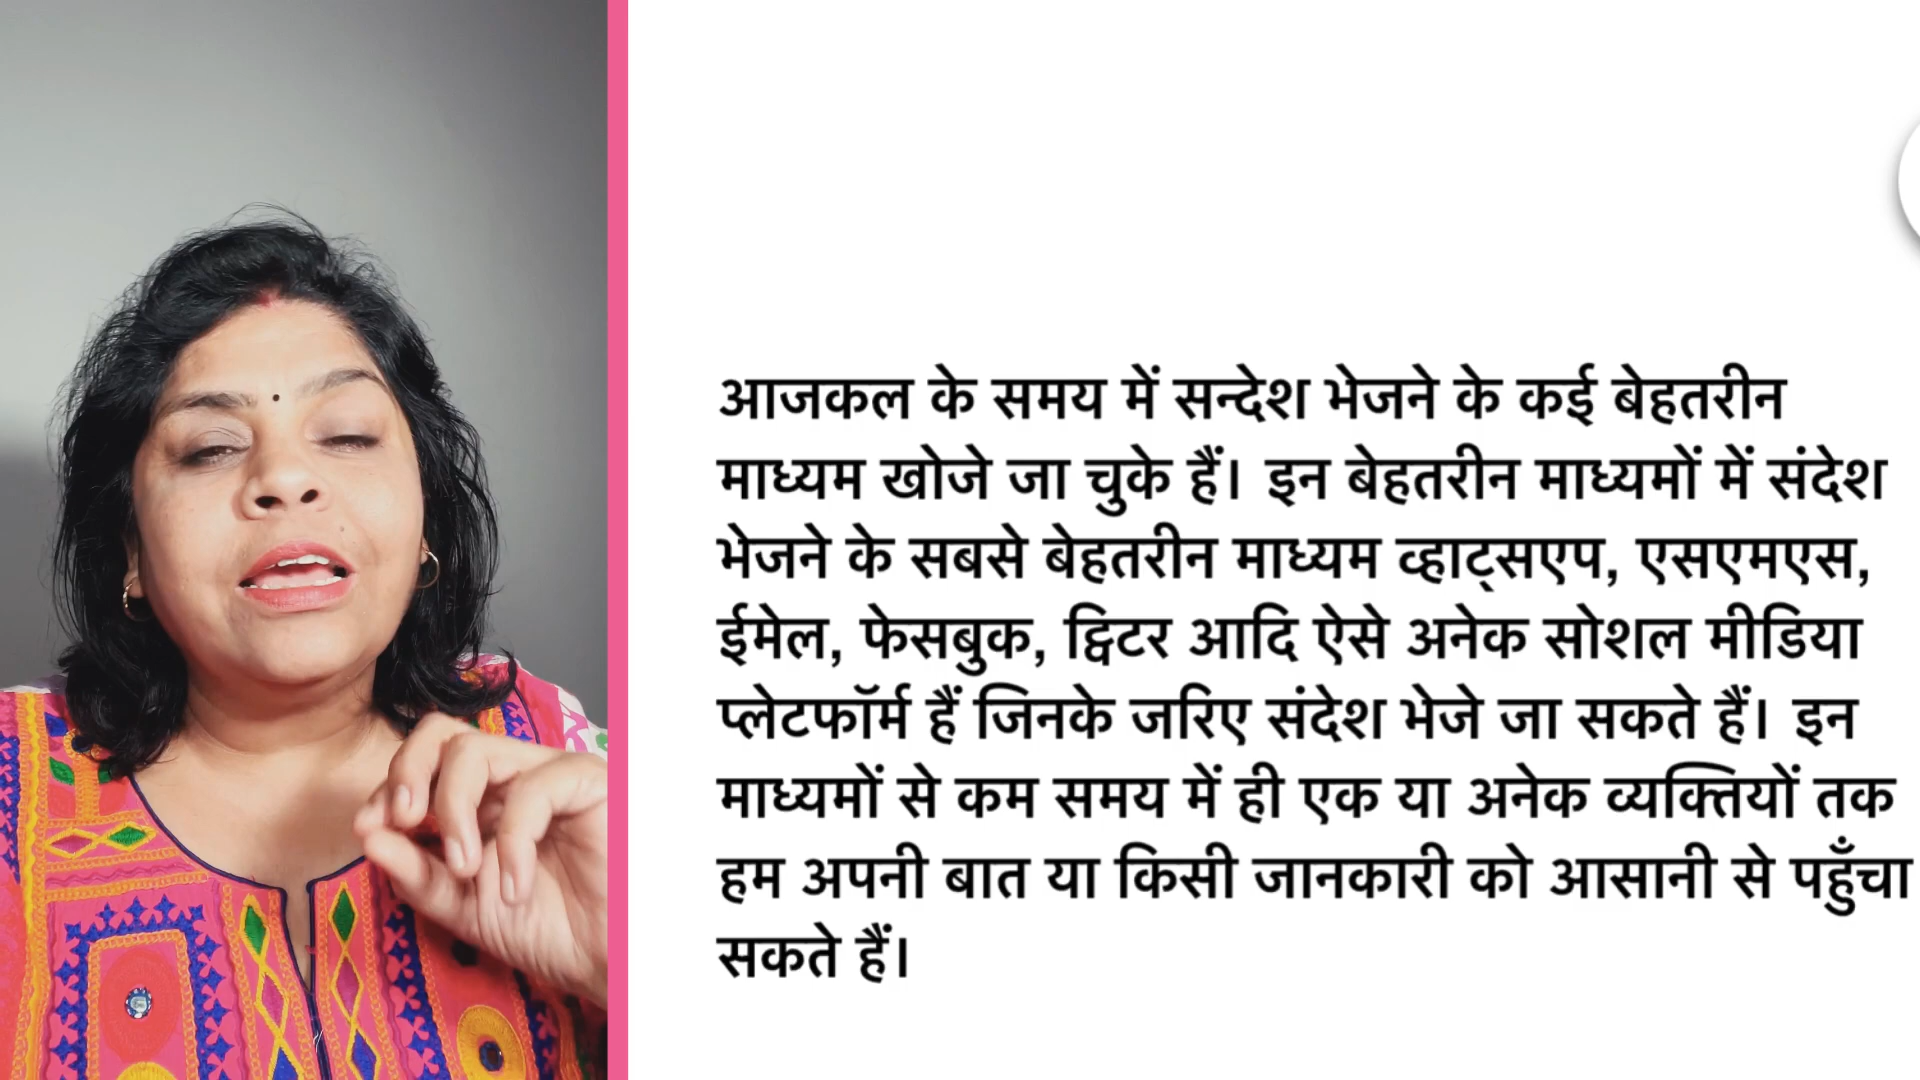 आजकल के समय में सन्देश भेजने के कई बेहतरीन
माध्यम खोजे जा चुके हैं। इन बेहतरीन माध्यमों में संदेश
भेजने के सबसे बेहतरीन माध्यम व्हाट्सएप, एसएमएस,
ईमेल, फेसबुक, ट्विटर आदि ऐसे अनेक सोशल मीडिया
प्लेटफॉर्म हैं जिनके जरिए संदेश भेजे जा सकते हैं। इन
माध्यमों से कम समय में ही एक या अनेक व्यक्तियों तक
हम अपनी बात या किसी जानकारी को आसानी से पहुँचा
सकते हैं।